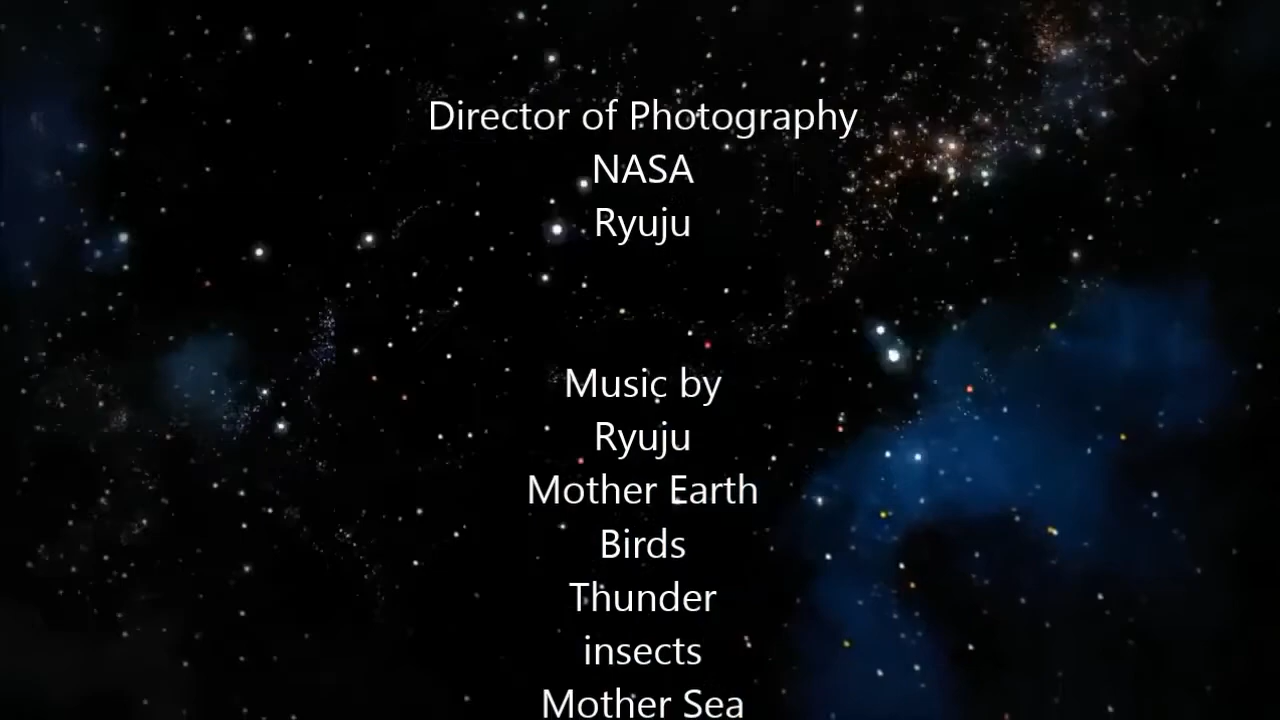 Director of Photography
NASA
Ryuju
Music by
Ryuju
Mother Earth
Birds
Thunder
insects
Mother Sea